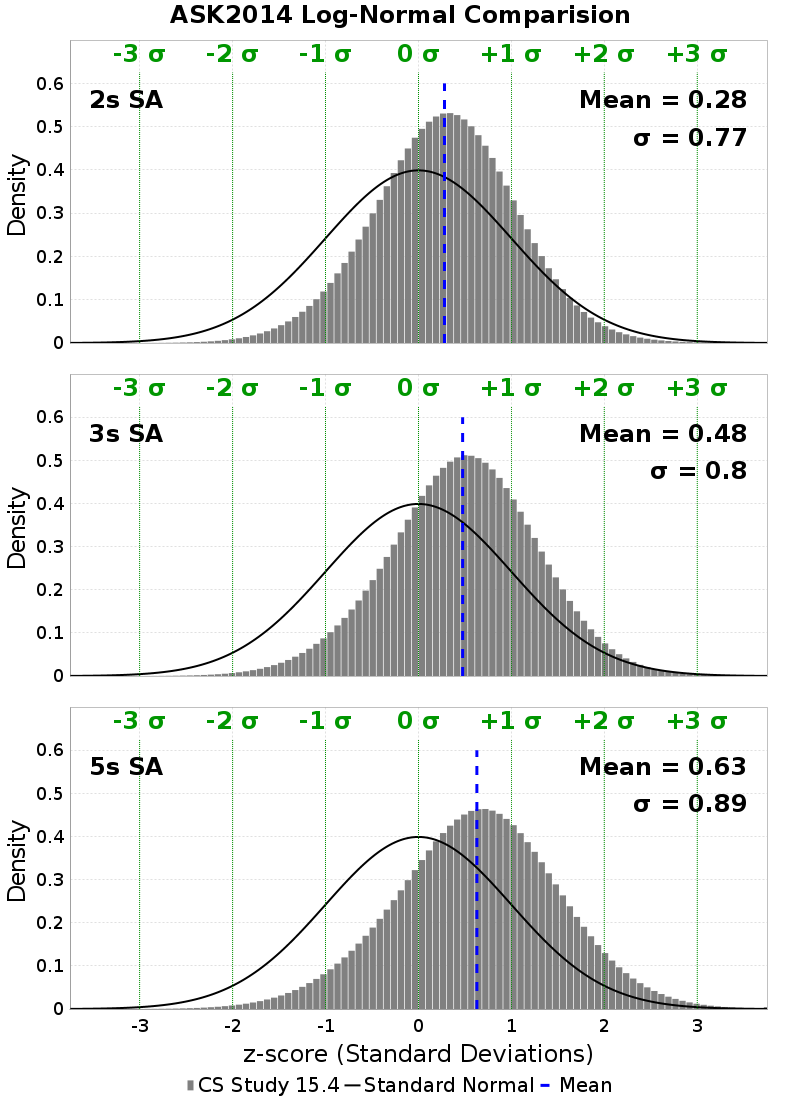 ASK2014 Log-Normal Comparision
-3 σ -2 σ -1 σ 0 σ +1 σ +2 σ +3 σ
2s SA
Mean = 0.28
σ = 0.77
0.6
0.5
0.4
0.3
0.2
0.1
0
Density
-3 σ -2 σ -1 σ 0 σ +1 σ +2 σ +3 σ
3s SA
Mean = 0.48
σ = 0.8
0.6
0.5
0.4
0.3
0.2
0.1
0
Density
-3 σ -2 σ -1 σ 0 σ +1 σ +2 σ +3 σ
5s SA
Mean = 0.63
σ = 0.89
0.6
0.5
0.4
0.3
0.2
0.1
0
Density
-3 -2 -1 0 1 2 3
z-score (Standard Deviations)
CS Study 15.4 Standard Normal Mean